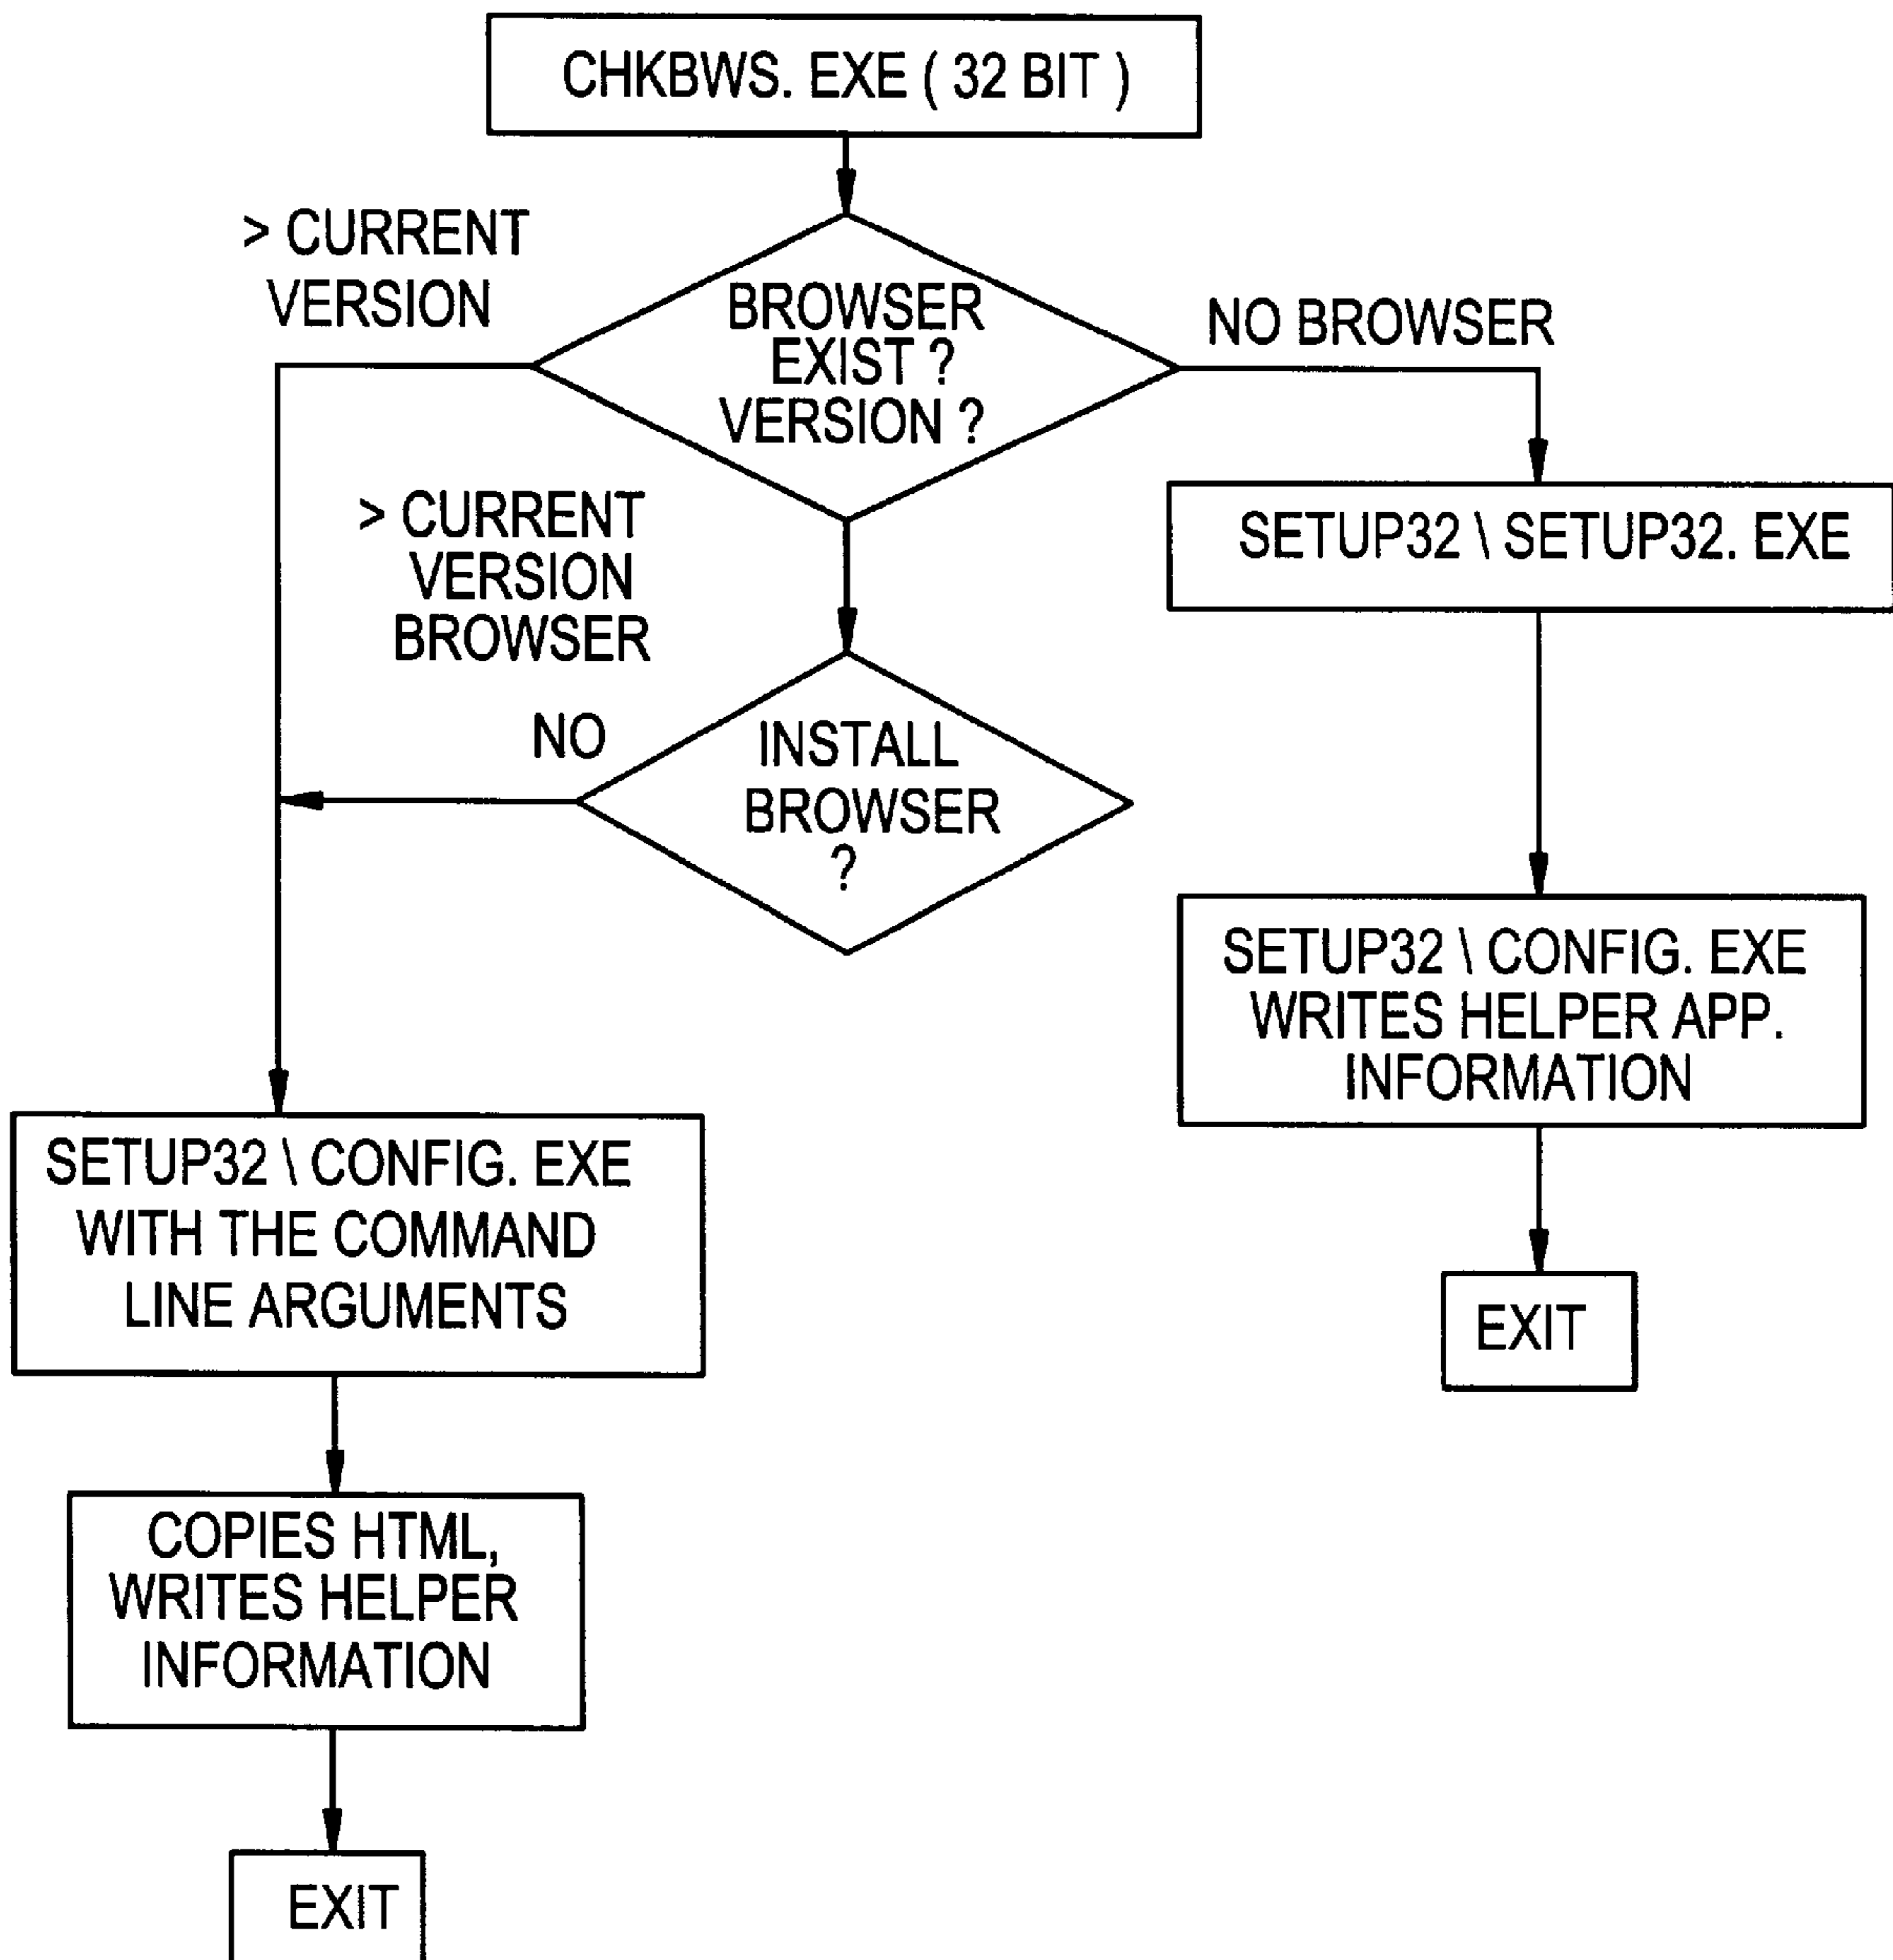 CHKBWS. EXE ( 32 BIT )
> CURRENT
VERSION
BROWSER
EXIST ?
VERSION ?
NO BROWSER
> CURRENT
VERSION
BROWSER
SETUP32 \ SETUP32. EXE
NO
INSTALL
BROWSER
?
SETUP32 \ CONFIG. EXE
WRITES HELPER APP.
INFORMATION
SETUP32 \ CONFIG. EXE
WITH THE COMMAND
LINE ARGUMENTS
EXIT
COPIES HTML,
WRITES HELPER
INFORMATION
EXIT